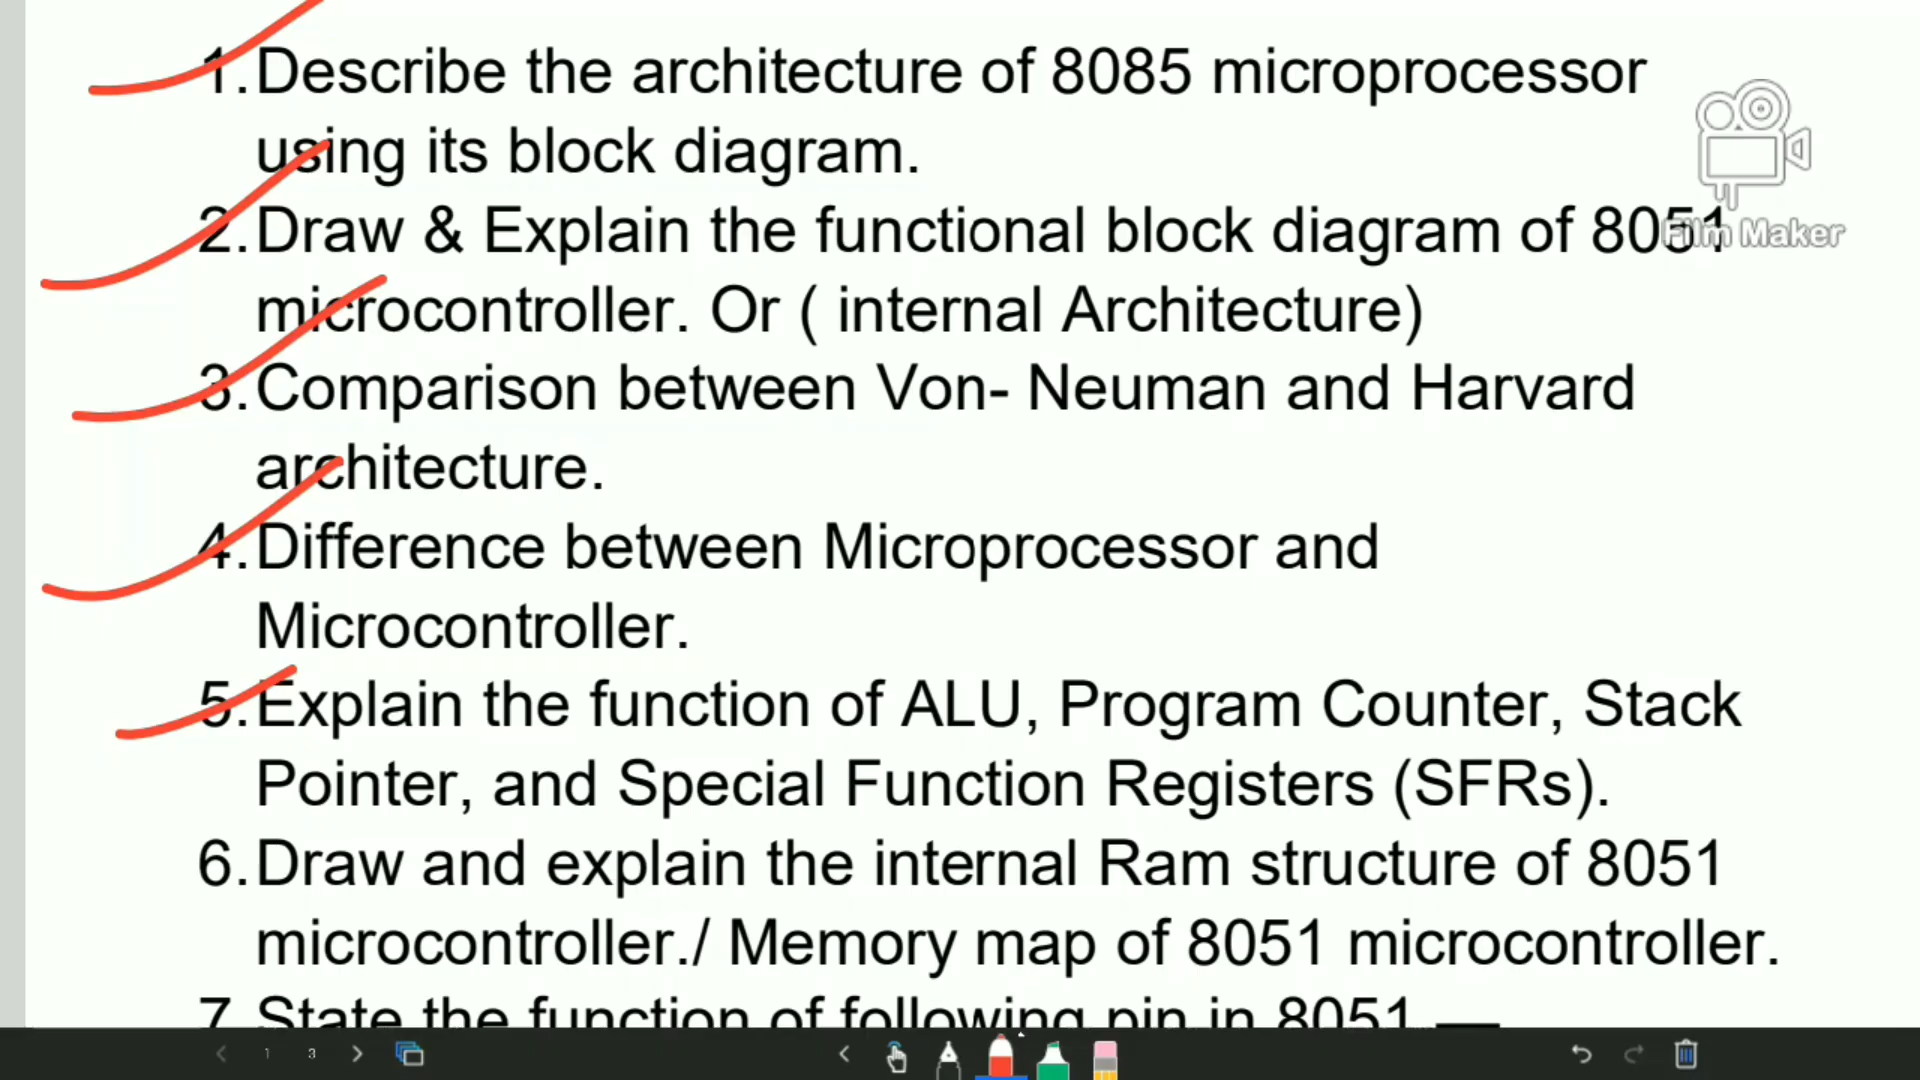 1. Describe the architecture of 8085 microprocessor
using its block diagram.
2. Draw & Explain the functional block diagram of 8051
microcontroller. Or ( internal Architecture)
3. Comparison between Von- Neuman and Harvard
architecture.
4. Difference between Microprocessor and
Microcontroller.
5. Explain the function of ALU, Program Counter, Stack
Pointer, and Special Function Registers (SFRs).
6. Draw and explain the internal Ram structure of 8051
microcontroller./ Memory map of 8051 microcontroller.
7. State the function of following pin in 8051
Film Maker
1 3